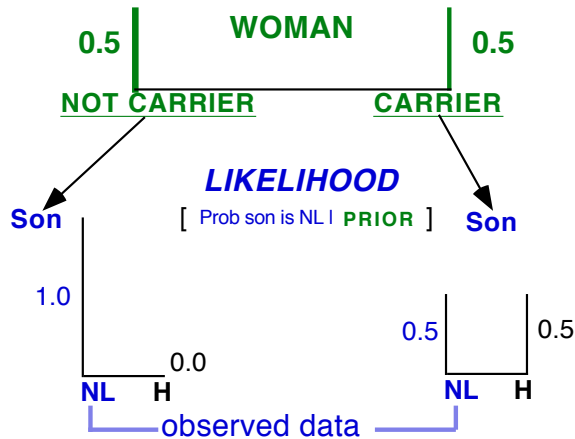 0.5 WOMAN 0.5
NOT CARRIER CARRIER
LIKELIHOOD
Son [ Prob son is NL | PRIOR ] Son
1.0
0.5 0.5
0.0
NL H NL H
observed data